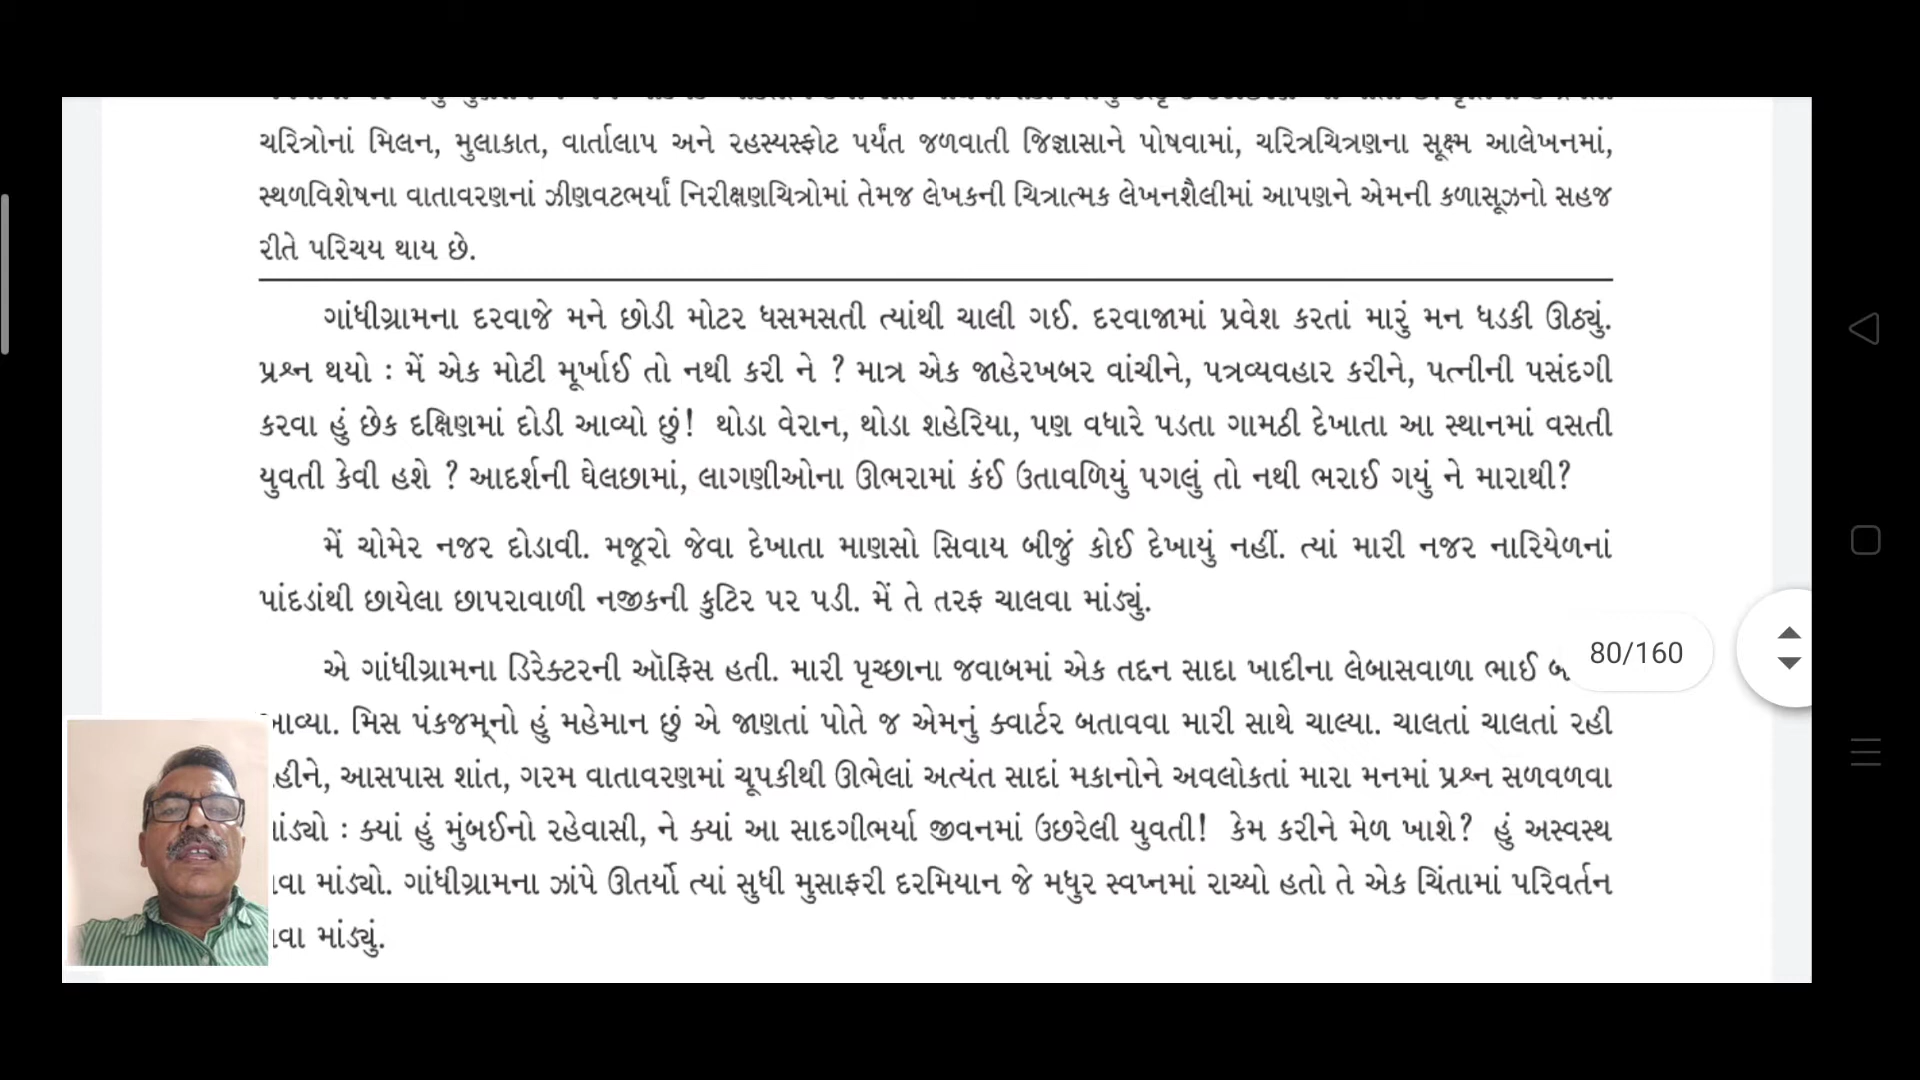 ચરિત્રોનાં મિલન, મુલાકાત, વાર્તાલાપ અને રહસ્યસ્ફોટ પર્યંત જળવાતી જિજ્ઞાસાને પોષવામાં, ચરિત્રચિત્રણના સૂક્ષ્મ આલેખનમાં,
સ્થળવિશેષના વાતાવરણનાં ઝીણવટભર્યાં નિરીક્ષણચિત્રોમાં તેમજ લેખકની ચિત્રાત્મક લેખનશૈલીમાં આપણને એમની કળાસૂઝનો સહજ
રીતે પરિચય થાય છે.
ગાંધીગ્રામના દરવાજે મને છોડી મોટર ધસમસતી ત્યાંથી ચાલી ગઈ. દરવાજામાં પ્રવેશ કરતાં મારું મન ધડકી ઊઠ્યું.
પ્રશ્ન થયો : મેં એક મોટી મૂર્ખાઈ તો નથી કરી ને ? માત્ર એક જાહેરખબર વાંચીને, પત્રવ્યવહાર કરીને, પત્નીની પસંદગી
કરવા હું છેક દક્ષિણમાં દોડી આવ્યો છું! થોડા વેરાન, થોડા શહેરિયા, પણ વધારે પડતા ગામઠી દેખાતા આ સ્થાનમાં વસતી
યુવતી કેવી હશે ? આદર્શની ઘેલછામાં, લાગણીઓના ઊભરામાં કંઈ ઉતાવળિયું પગલું તો નથી ભરાઈ ગયું ને મારાથી?
મેં ચોમેર નજર દોડાવી. મજૂરો જેવા દેખાતા માણસો સિવાય બીજું કોઈ દેખાયું નહીં. ત્યાં મારી નજર નારિયેળનાં
પાંદડાંથી છાયેલા છાપરાવાળી નજીકની કુટિર પર પડી. મેં તે તરફ ચાલવા માંડ્યું.
એ ગાંધીગ્રામના ડિરેક્ટરની ઑફિસ હતી. મારી પૃચ્છાના જવાબમાં એક તદ્દન સાદા ખાદીના લેબાસવાળા ભાઈ
80/160
આવ્યા. મિસ પંકજમ્‌નો હું મહેમાન છું એ જાણતાં પોતે જ એમનું ક્વાર્ટર બતાવવા મારી સાથે ચાલ્યા. ચાલતાં ચાલતાં રહી
આસપાસ શાંત, ગરમ વાતાવરણમાં ચૂપકીથી ઊભેલાં અત્યંત સાદાં મકાનોને અવલોકતાં મારા મનમાં પ્રશ્ન સળવળવા
: ક્યાં હું મુંબઈનો રહેવાસી, ને ક્યાં આ સાદગીભર્યા જીવનમાં ઉછરેલી યુવતી! કેમ કરીને મેળ ખાશે? હું અસ્વસ્થ
માંડ્યો. ગાંધીગ્રામના ઝાંપે ઊતર્યો ત્યાં સુધી મુસાફરી દરમિયાન જે મધુર સ્વપ્નમાં રાચ્યો હતો તે એક ચિંતામાં પરિવર્તન
માંડ્યું.